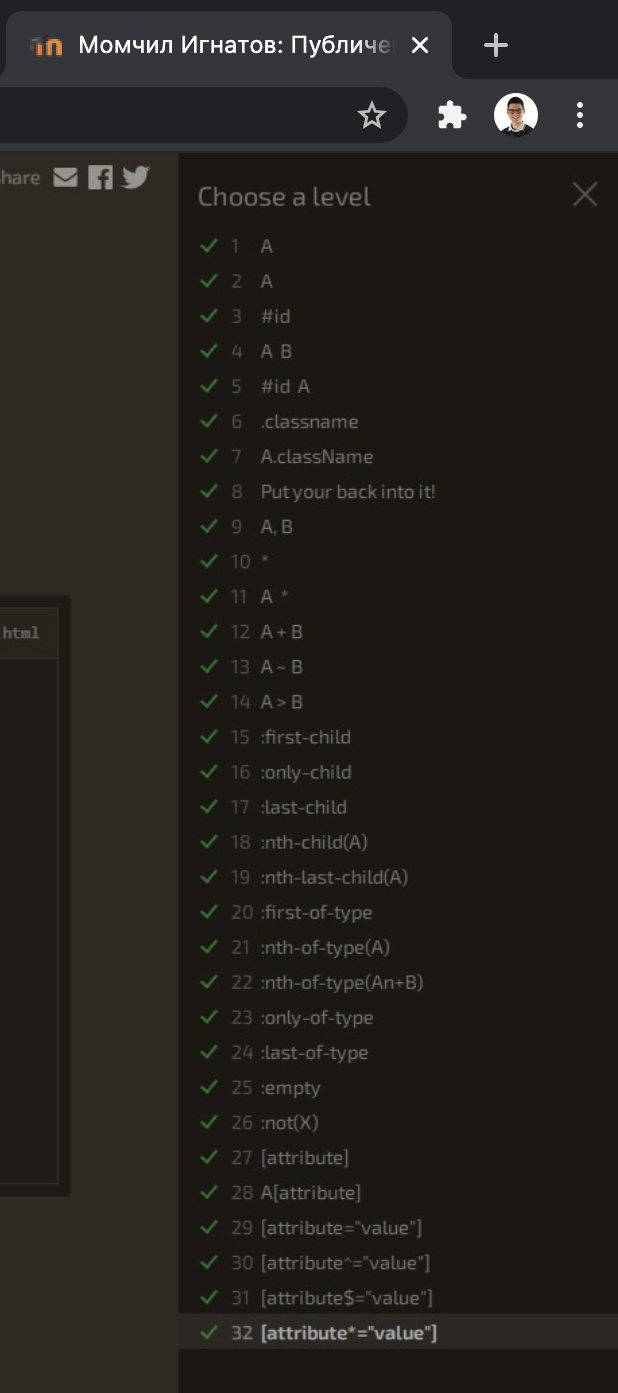 Момчил Игнатов: Публиче
hare
Choose a level
1 A
2 A
3 #id
4 A B
5 #id A
6 .classname
7 A.className
8 Put your back into it!
9 A, B
10 *
11 A *
12 A + B
13 A ~ B
14 A > B
15 :first-child
16 :only-child
17 :last-child
18 :nth-child(A)
19 :nth-last-child(A)
20 :first-of-type
21 :nth-of-type(A)
22 :nth-of-type(An+B)
23 :only-of-type
24 :last-of-type
25 :empty
26 :not(X)
27 [attribute]
28 A[attribute]
29 [attribute="value"]
30 [attribute^="value"]
31 [attribute$="value"]
32 [attribute*="value"]
.html